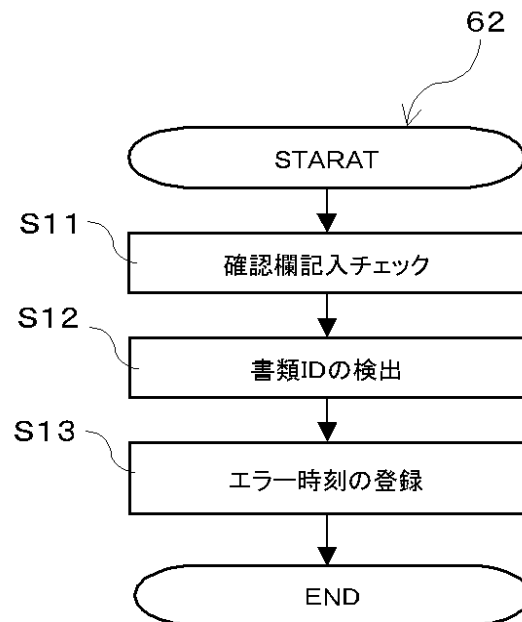 62
STARAT
S11
確認欄記入チェック
S12
書類IDの検出
S13
エラー時刻の登録
END